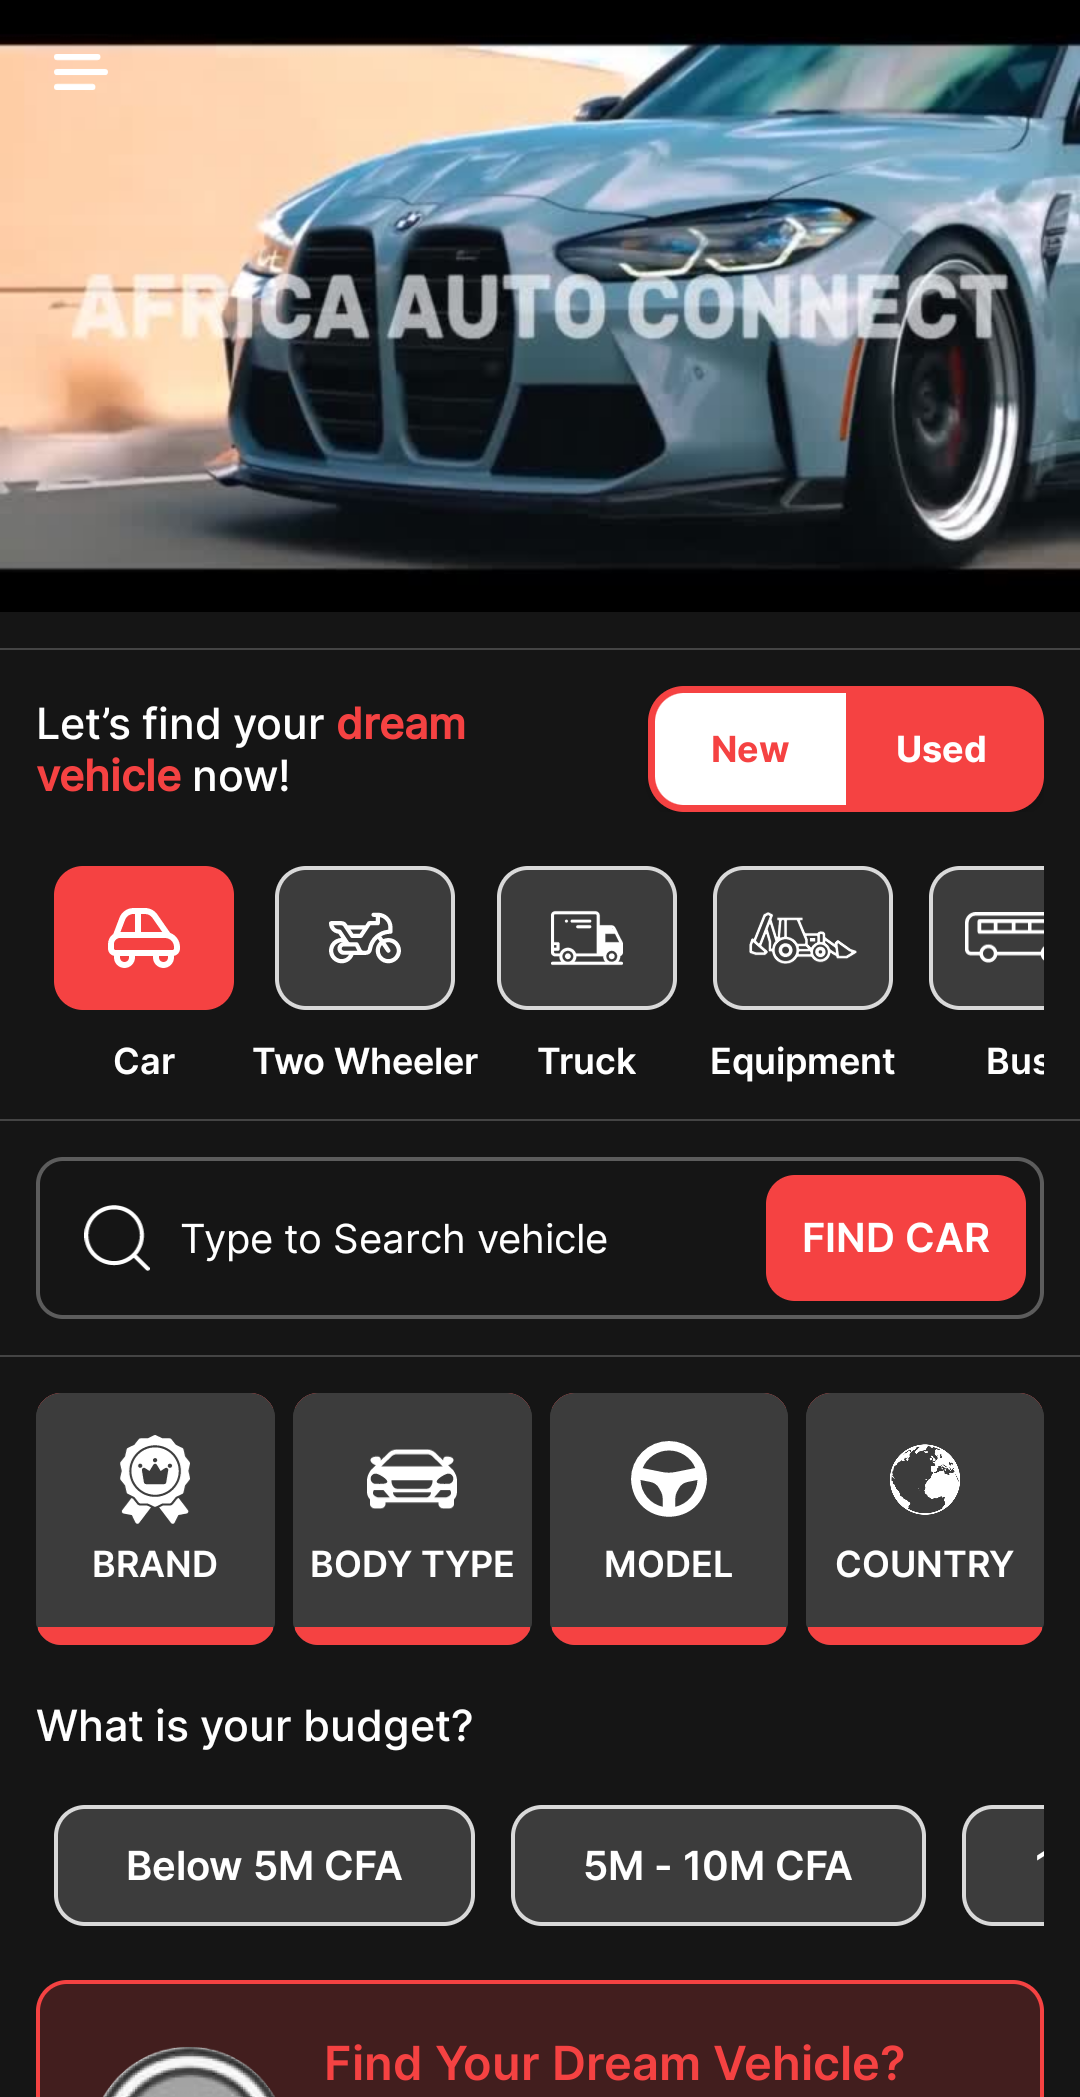 AFRICA AUTO CONNECT
Let’s find your dream
vehicle now!
New
Used
Car
Two Wheeler
Truck
Equipment
Bus
Type to Search vehicle
FIND CAR
BRAND
BODY TYPE
MODEL
COUNTRY
What is your budget?
Below 5M CFA
5M - 10M CFA
Find Your Dream Vehicle?